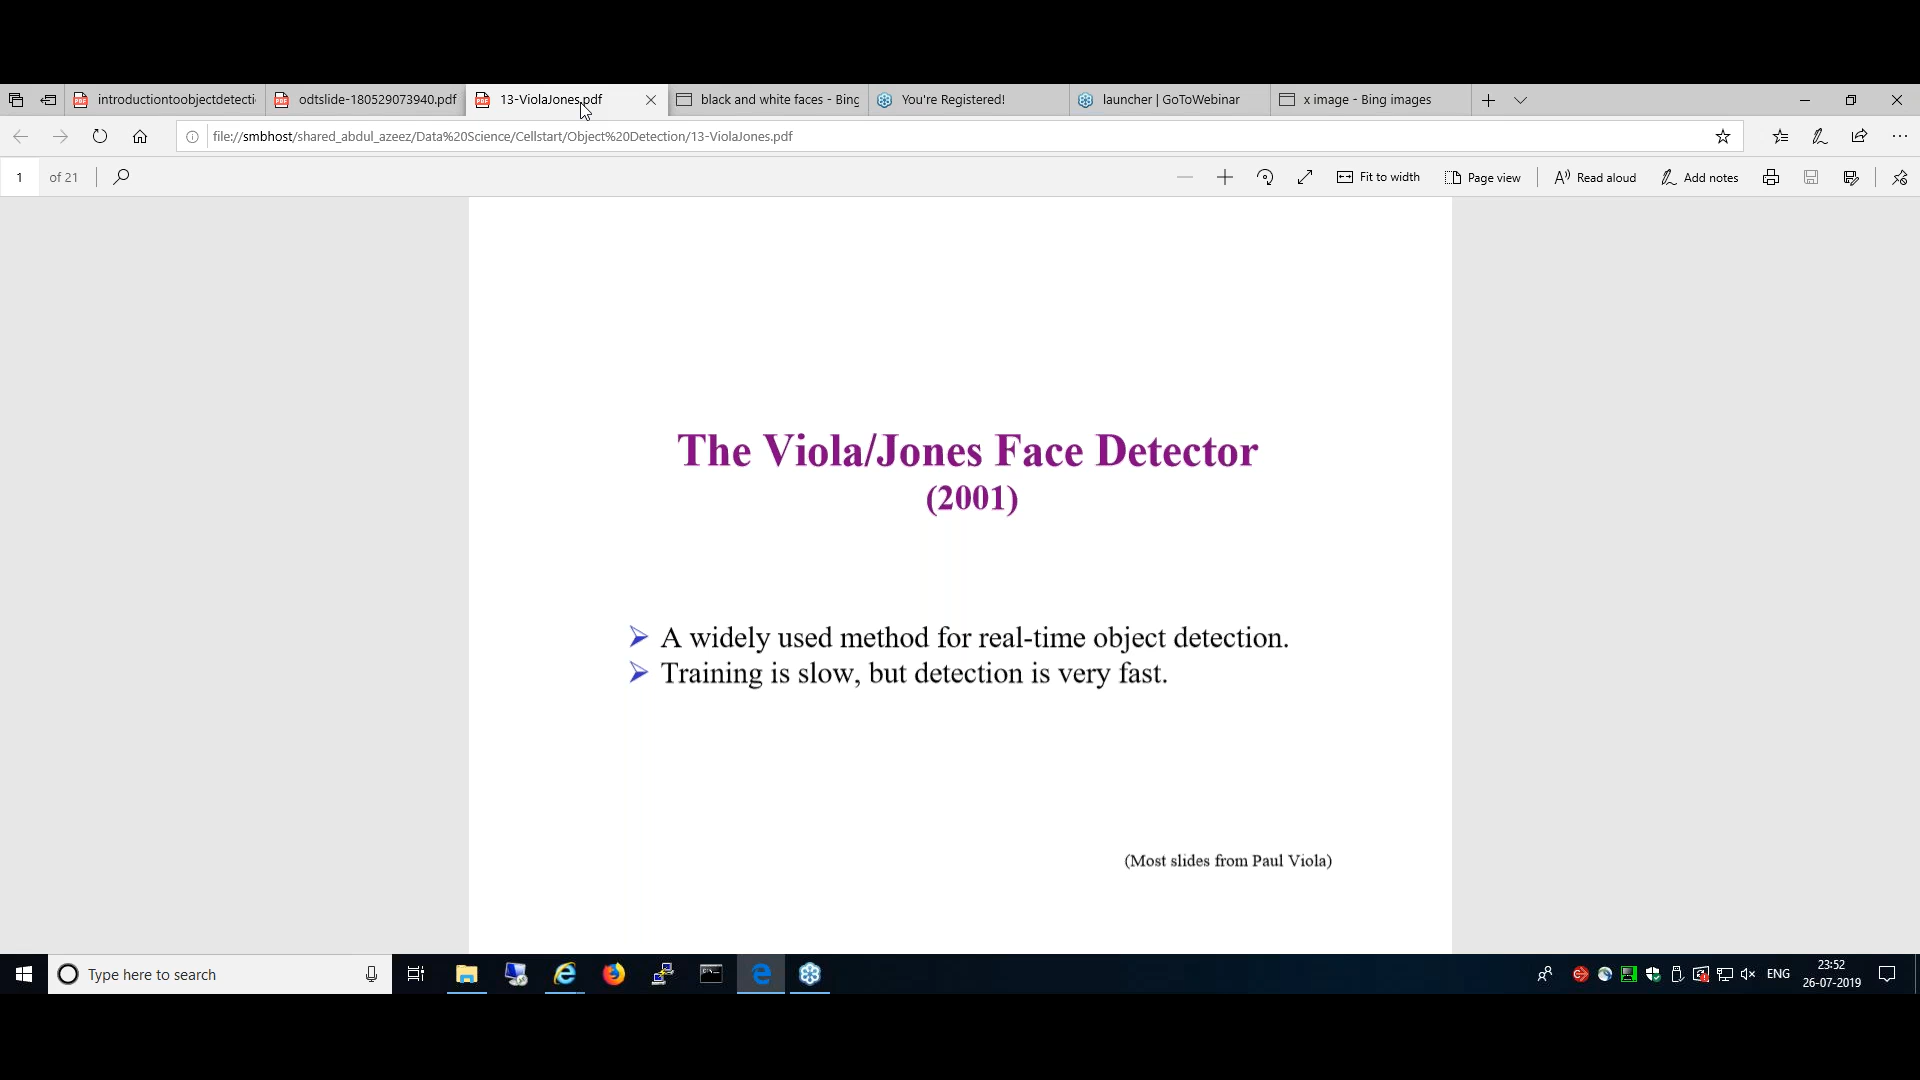 introductiontoobjectdetecti
odtslide-180529073940.pdf
13-ViolaJones.pdf
black and white faces - Bing
You're Registered!
launcher | GoToWebinar
x image - Bing images
file://smbhost/shared_abdul_azeez/Data%20Science/Cellstart/Object%20Detection/13-ViolaJones.pdf
1 of 21
Fit to width
Page view
Read aloud
Add notes
The Viola/Jones Face Detector
(2001)
A widely used method for real-time object detection.
Training is slow, but detection is very fast.
(Most slides from Paul Viola)
Type here to search
ENG
23:52
26-07-2019